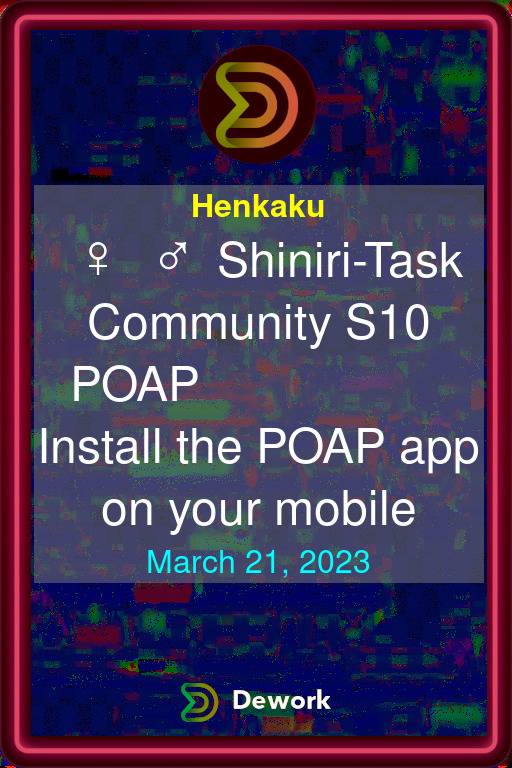 Henkaku
♀ ♂ Shiniri-Task
Community S10
POAP
Install the POAP app
on your mobile
March 21, 2023
Dework